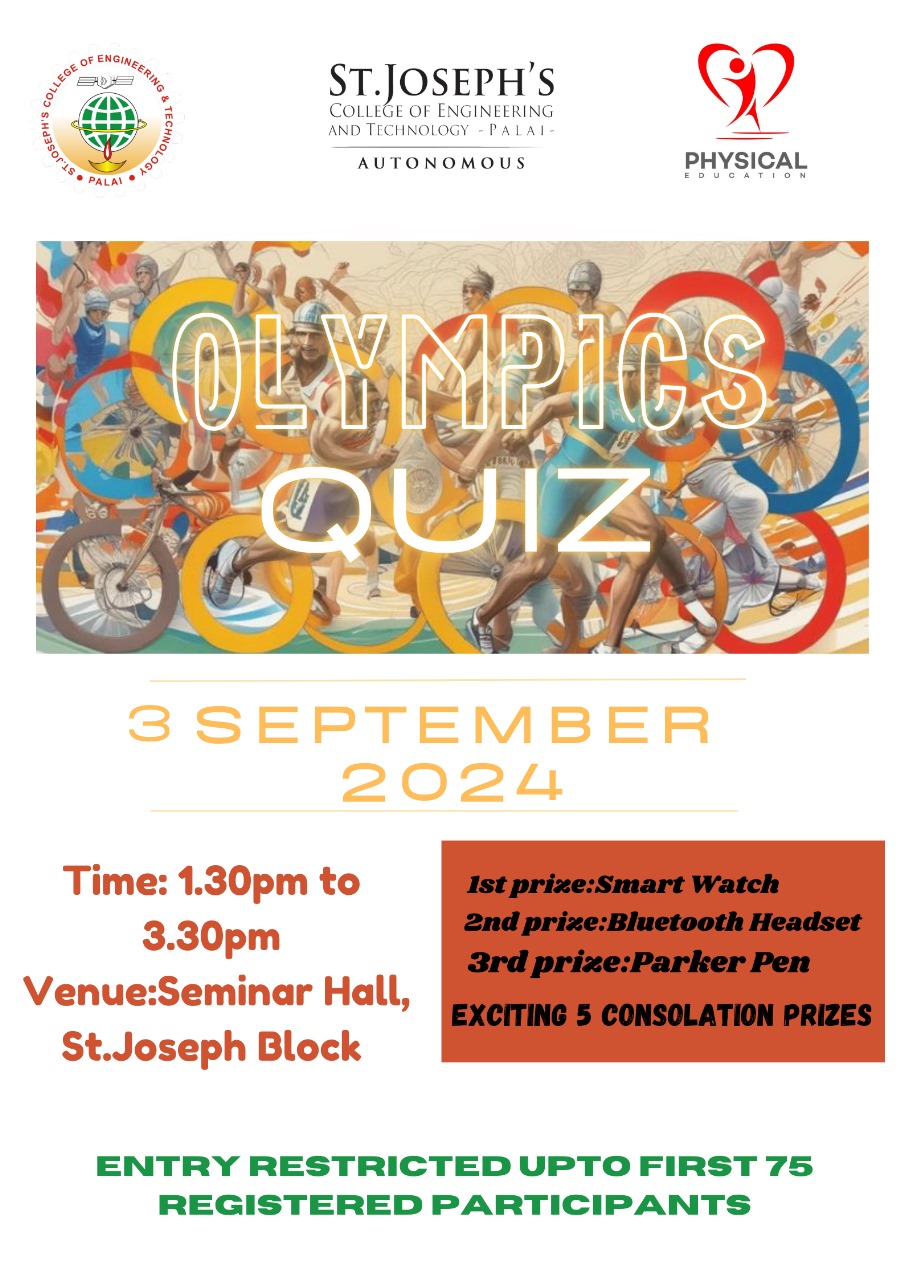 ST.JOSEPH'S COLLEGE OF ENGINEERING & TECHNOLOGY
• PALAI •
ST.JOSEPH'S
COLLEGE OF ENGINEERING
AND TECHNOLOGY -PALAI-
AUTONOMOUS
PHYSICAL
EDUCATION
OLYMPICS
QUIZ
3 SEPTEMBER
2024
Time: 1.30pm to
3.30pm
Venue:Seminar Hall,
St.Joseph Block
1st prize:Smart Watch
2nd prize:Bluetooth Headset
3rd prize:Parker Pen
EXCITING 5 CONSOLATION PRIZES
ENTRY RESTRICTED UPTO FIRST 75
REGISTERED PARTICIPANTS